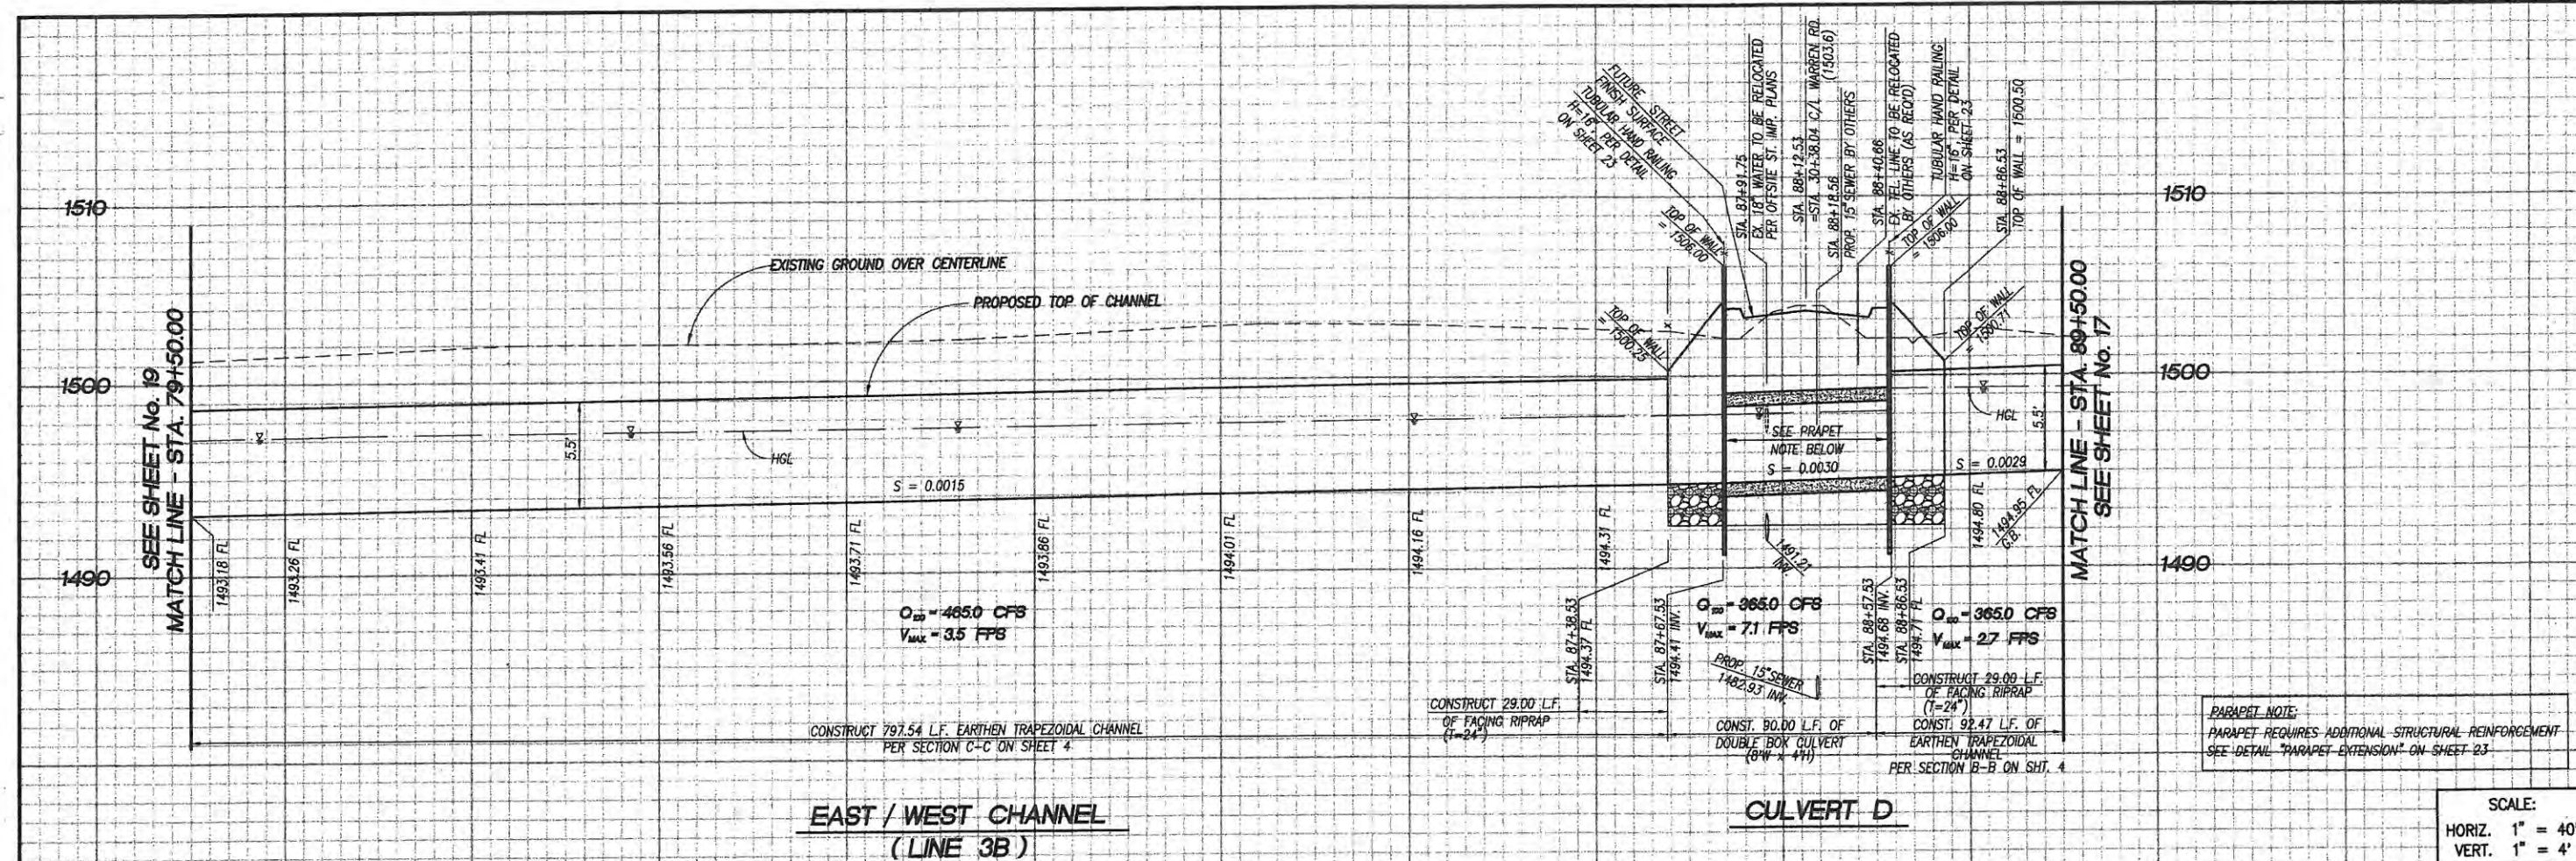 1510
1500
1490
SEE SHEET No. 19
MATCH LINE - STA. 79+50.00
EXISTING GROUND OVER CENTERLINE
PROPOSED TOP OF CHANNEL
5.5'
HGL
S = 0.0015
1493.18 FL
1493.26 FL
1493.41 FL
1493.56 FL
1493.71 FL
1493.86 FL
1494.01 FL
1494.16 FL
1494.31 FL
Q100 = 465.0 CFS
VMAX = 3.5 FPS
CONSTRUCT 797.54 L.F. EARTHEN TRAPEZOIDAL CHANNEL
PER SECTION C-C ON SHEET 4
EAST / WEST CHANNEL
( LINE 3B )
FUTURE STREET
FINISH SURFACE
TUBULAR HAND RAILING
H=16", PER DETAIL
ON SHEET 23
TOP OF WALL
= 1506.00
TOP OF WALL
= 1500.25
STA. 87+91.75
EX. 18" WATER TO BE RELOCATED
PER OFFSITE ST. IMP. PLANS
STA. 88+12.53
=STA. 30+38.04 C/L WARREN RD.
(1503.6)
STA. 88+18.56
PROP. 15" SEWER BY OTHERS
STA. 88+40.66
EX. TEL. LINE TO BE RELOCATED
BY OTHERS (AS REQ'D)
TUBULAR HAND RAILING
H=16", PER DETAIL
ON SHEET 23
TOP OF WALL
= 1506.00
STA. 88+86.53
TOP OF WALL = 1500.50
TOP OF WALL
= 1500.71
SEE PRAPET
NOTE BELOW
S = 0.0030
HGL
5.5'
S = 0.0029
1494.80 FL
1494.95 FL
G.B.
1491.21
INV.
STA. 87+38.53
1494.37 FL
STA. 87+67.53
1494.41 INV.
Q100 = 365.0 CFS
VMAX = 7.1 FPS
PROP. 15" SEWER
1482.93 INV.
STA. 88+57.53
1494.68 INV.
STA. 88+86.53
1494.71 FL
Q100 = 365.0 CFS
VMAX = 2.7 FPS
CONSTRUCT 29.00 L.F.
OF FACING RIPRAP
(T=24")
CONST. 90.00 L.F. OF
DOUBLE BOX CULVERT
(8'W x 4'H)
CONSTRUCT 29.00 L.F.
OF FACING RIPRAP
(T=24")
CONST. 92.47 L.F. OF
EARTHEN TRAPEZOIDAL
CHANNEL
PER SECTION B-B ON SHT. 4
CULVERT D
MATCH LINE - STA. 89+50.00
SEE SHEET No. 17
1510
1500
1490
PARAPET NOTE:
PARAPET REQUIRES ADDITIONAL STRUCTURAL REINFORCEMENT
SEE DETAIL "PARAPET EXTENSION" ON SHEET 23
SCALE:
HORIZ. 1" = 40'
VERT. 1" = 4'